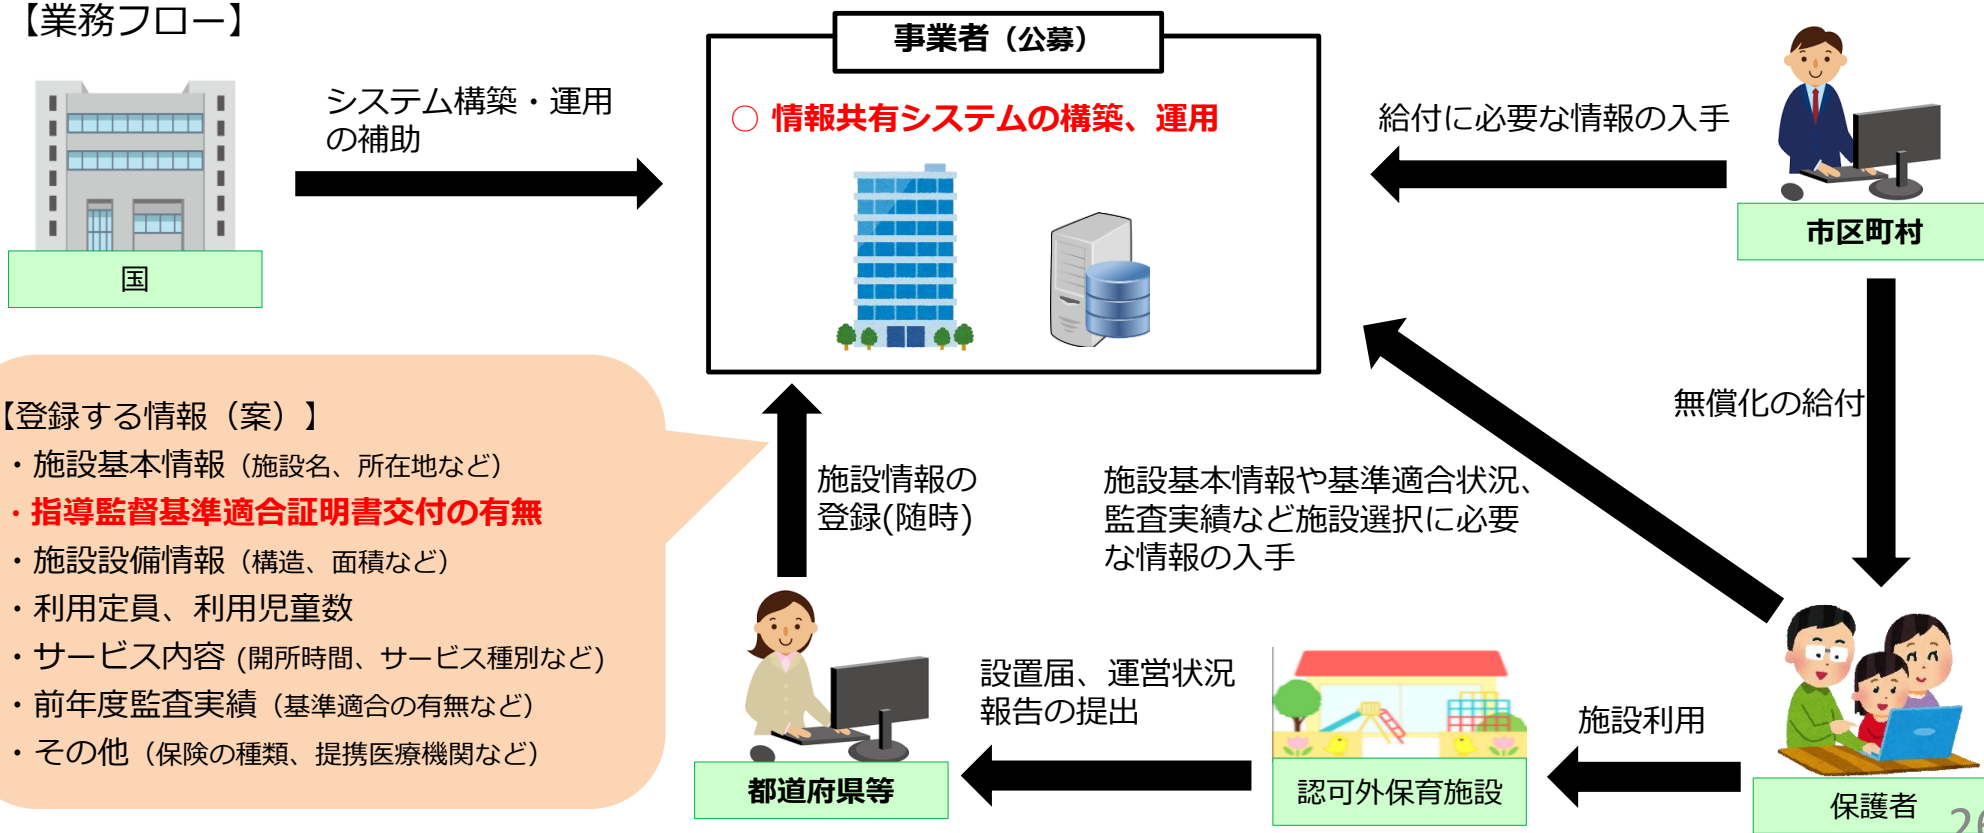 【業務フロー】
事業者（公募）
システム構築・運用
の補助
○ 情報共有システムの構築、運用
給付に必要な情報の入手
国
市区町村
無償化の給付
【登録する情報（案）】
・施設基本情報（施設名、所在地など）
・指導監督基準適合証明書交付の有無
・施設設備情報（構造、面積など）
・利用定員、利用児童数
・サービス内容 (開所時間、サービス種別など)
・前年度監査実績（基準適合の有無など）
・その他（保険の種類、提携医療機関など）
施設情報の
登録(随時)
施設基本情報や基準適合状況、
監査実績など施設選択に必要
な情報の入手
設置届、運営状況
報告の提出
施設利用
都道府県等
認可外保育施設
保護者